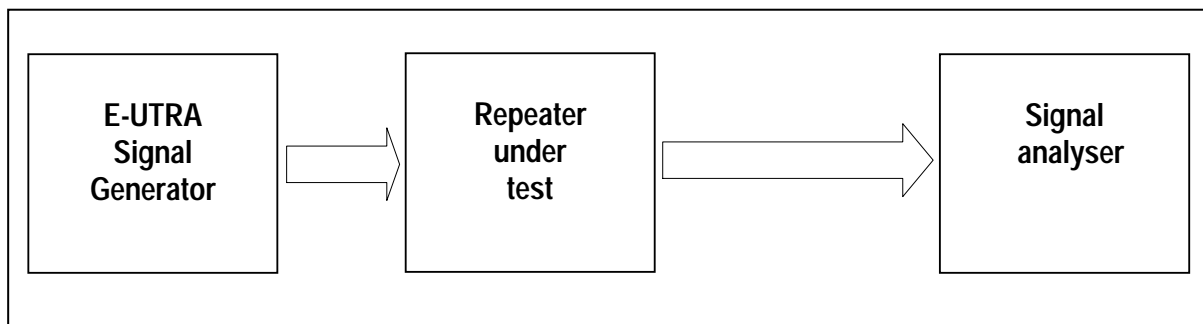 E-UTRA
Signal
Generator
Repeater
under
test
Signal
analyser